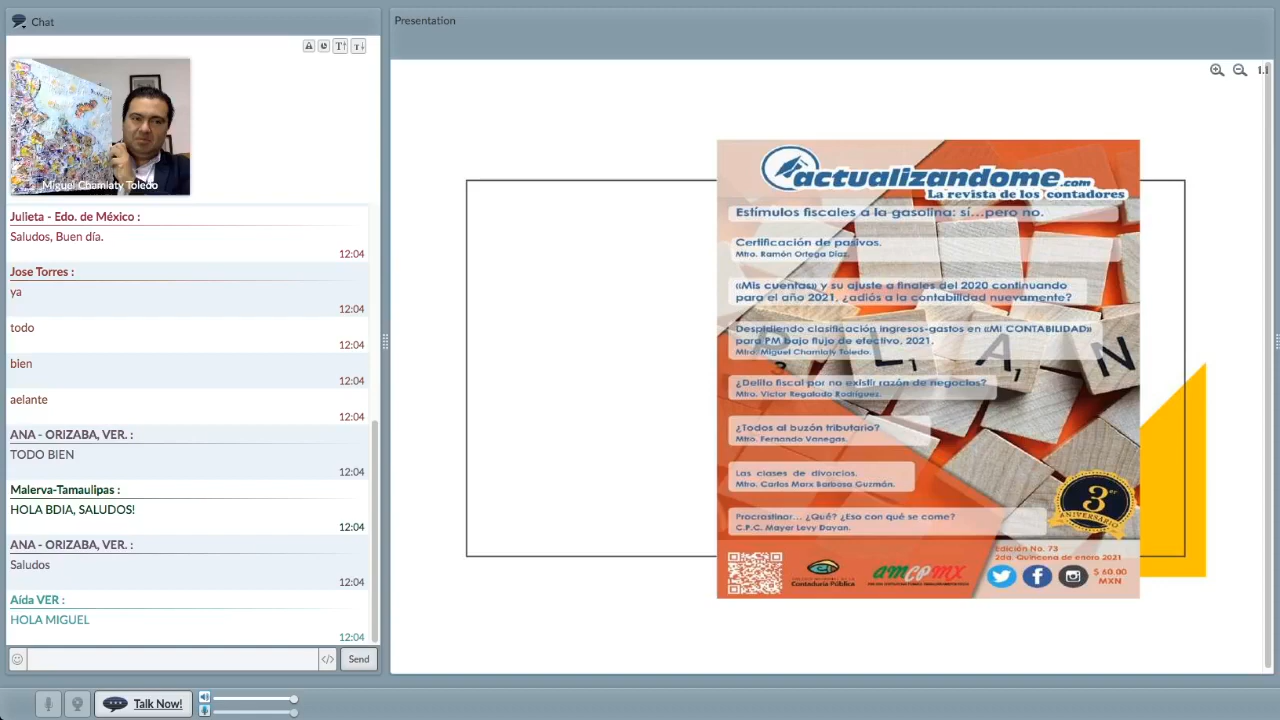 Chat
Presentation
1.1
Miguel Chamlaty Toledo
Julieta - Edo. de México :
Saludos, Buen día.
12:04
Jose Torres :
ya
12:04
todo
12:04
bien
12:04
aelante
12:04
ANA - ORIZABA, VER. :
TODO BIEN
12:04
Malerva-Tamaulipas :
HOLA BDIA, SALUDOS!
12:04
ANA - ORIZABA, VER. :
Saludos
12:04
Aída VER :
HOLA MIGUEL
12:04
Send
Talk Now!
actualizandome.com
La revista de los contadores
Estímulos fiscales a la gasolina: sí...pero no.
Certificación de pasivos.
Mtro. Ramón Ortega Díaz.
«Mis cuentas» y su ajuste a finales del 2020 continuando
para el año 2021, ¿adiós a la contabilidad nuevamente?
Despidiendo clasificación ingresos-gastos en «MI CONTABILIDAD»
para PM bajo flujo de efectivo, 2021.
Mtro. Miguel Chamlaty Toledo.
P L A N
¿Delito fiscal por no existir razón de negocios?
Mtro. Víctor Regalado Rodríguez.
¿Todos al buzón tributario?
Mtro. Fernando Vanegas.
Las clases de divorcios.
Mtro. Carlos Marx Barbosa Guzmán.
Procrastinar... ¿Qué? ¿Eso con qué se come?
C.P.C. Mayer Levy Dayan.
3er
ANIVERSARIO
Edición No. 73
2da. Quincena de enero 2021
$ 60.00
MXN
Contaduría Pública
amcpmx